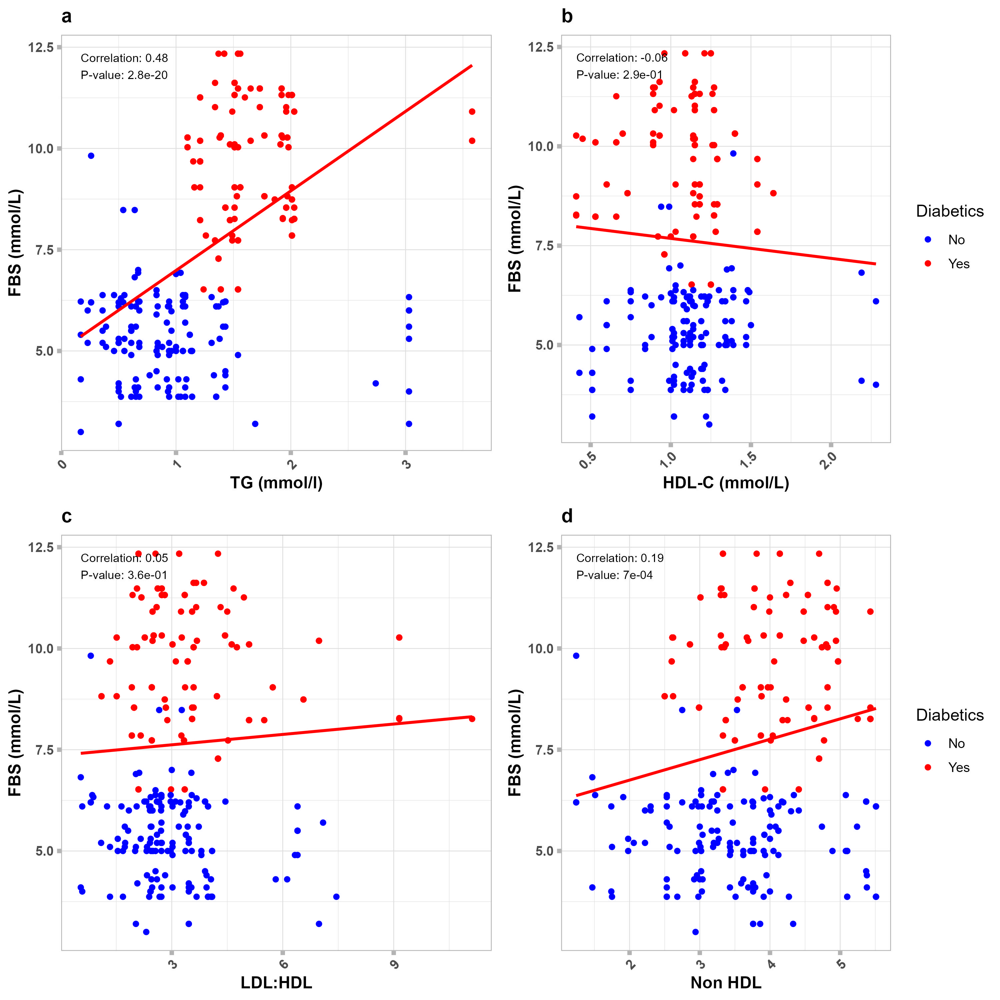 a
Correlation: 0.48
P-value: 2.8e-20
12.5
10.0
7.5
5.0
FBS (mmol/L)
0
1
2
3
TG (mmol/l)
b
Correlation: -0.06
P-value: 2.9e-01
12.5
10.0
7.5
5.0
FBS (mmol/L)
0.5
1.0
1.5
2.0
HDL-C (mmol/L)
Diabetics
No
Yes
c
Correlation: 0.05
P-value: 3.6e-01
12.5
10.0
7.5
5.0
FBS (mmol/L)
3
6
9
LDL:HDL
d
Correlation: 0.19
P-value: 7e-04
12.5
10.0
7.5
5.0
FBS (mmol/L)
2
3
4
5
Non HDL
Diabetics
No
Yes